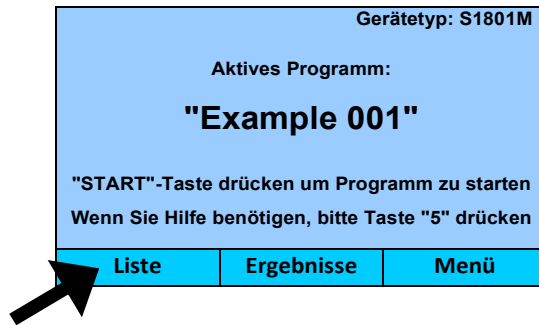 Gerätetyp: S1801M
Aktives Programm:
"Example 001"
"START"-Taste drücken um Programm zu starten
Wenn Sie Hilfe benötigen, bitte Taste "5" drücken
Liste Ergebnisse Menü